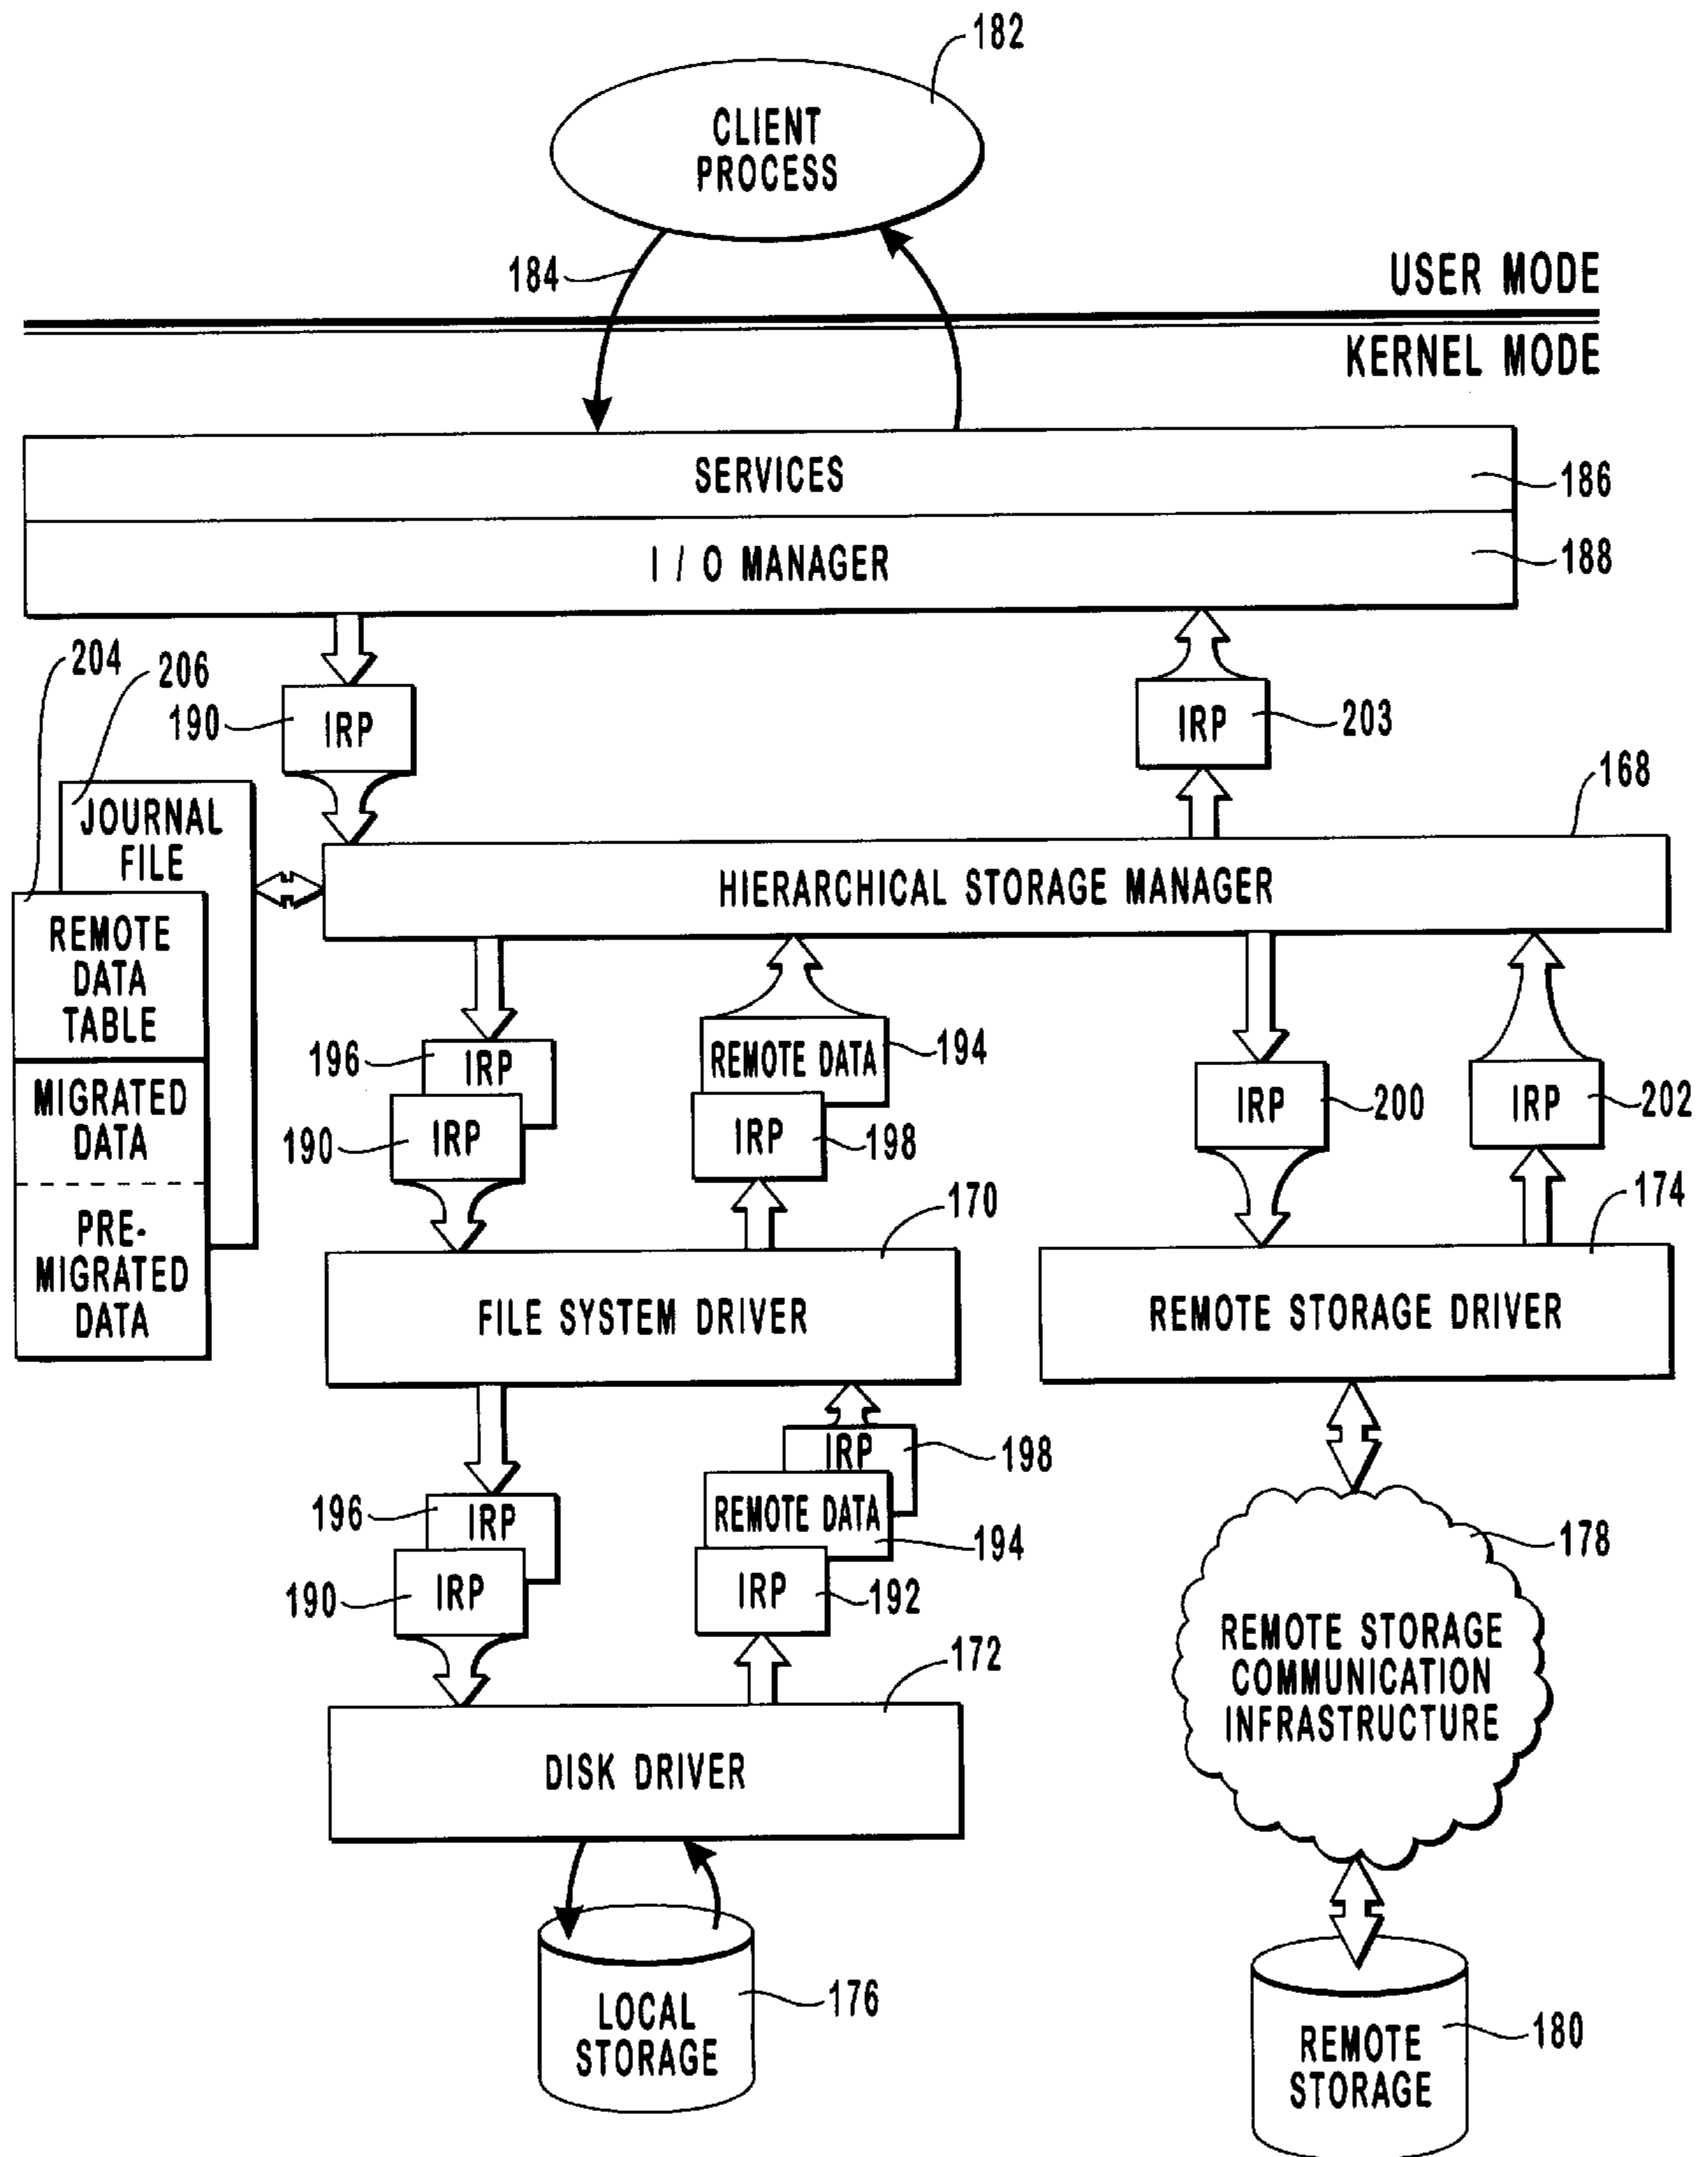 182
CLIENT
PROCESS
184
USER MODE
KERNEL MODE
SERVICES
186
I / O MANAGER
188
204
206
190
IRP
IRP
203
168
JOURNAL
FILE
HIERARCHICAL STORAGE MANAGER
REMOTE
DATA
TABLE
MIGRATED
DATA
PRE-
MIGRATED
DATA
196
IRP
190
IRP
REMOTE DATA
194
IRP
198
IRP
200
IRP
202
170
174
FILE SYSTEM DRIVER
REMOTE STORAGE DRIVER
196
IRP
190
IRP
IRP
198
REMOTE DATA
194
IRP
192
178
REMOTE STORAGE
COMMUNICATION
INFRASTRUCTURE
172
DISK DRIVER
LOCAL
STORAGE
176
REMOTE
STORAGE
180